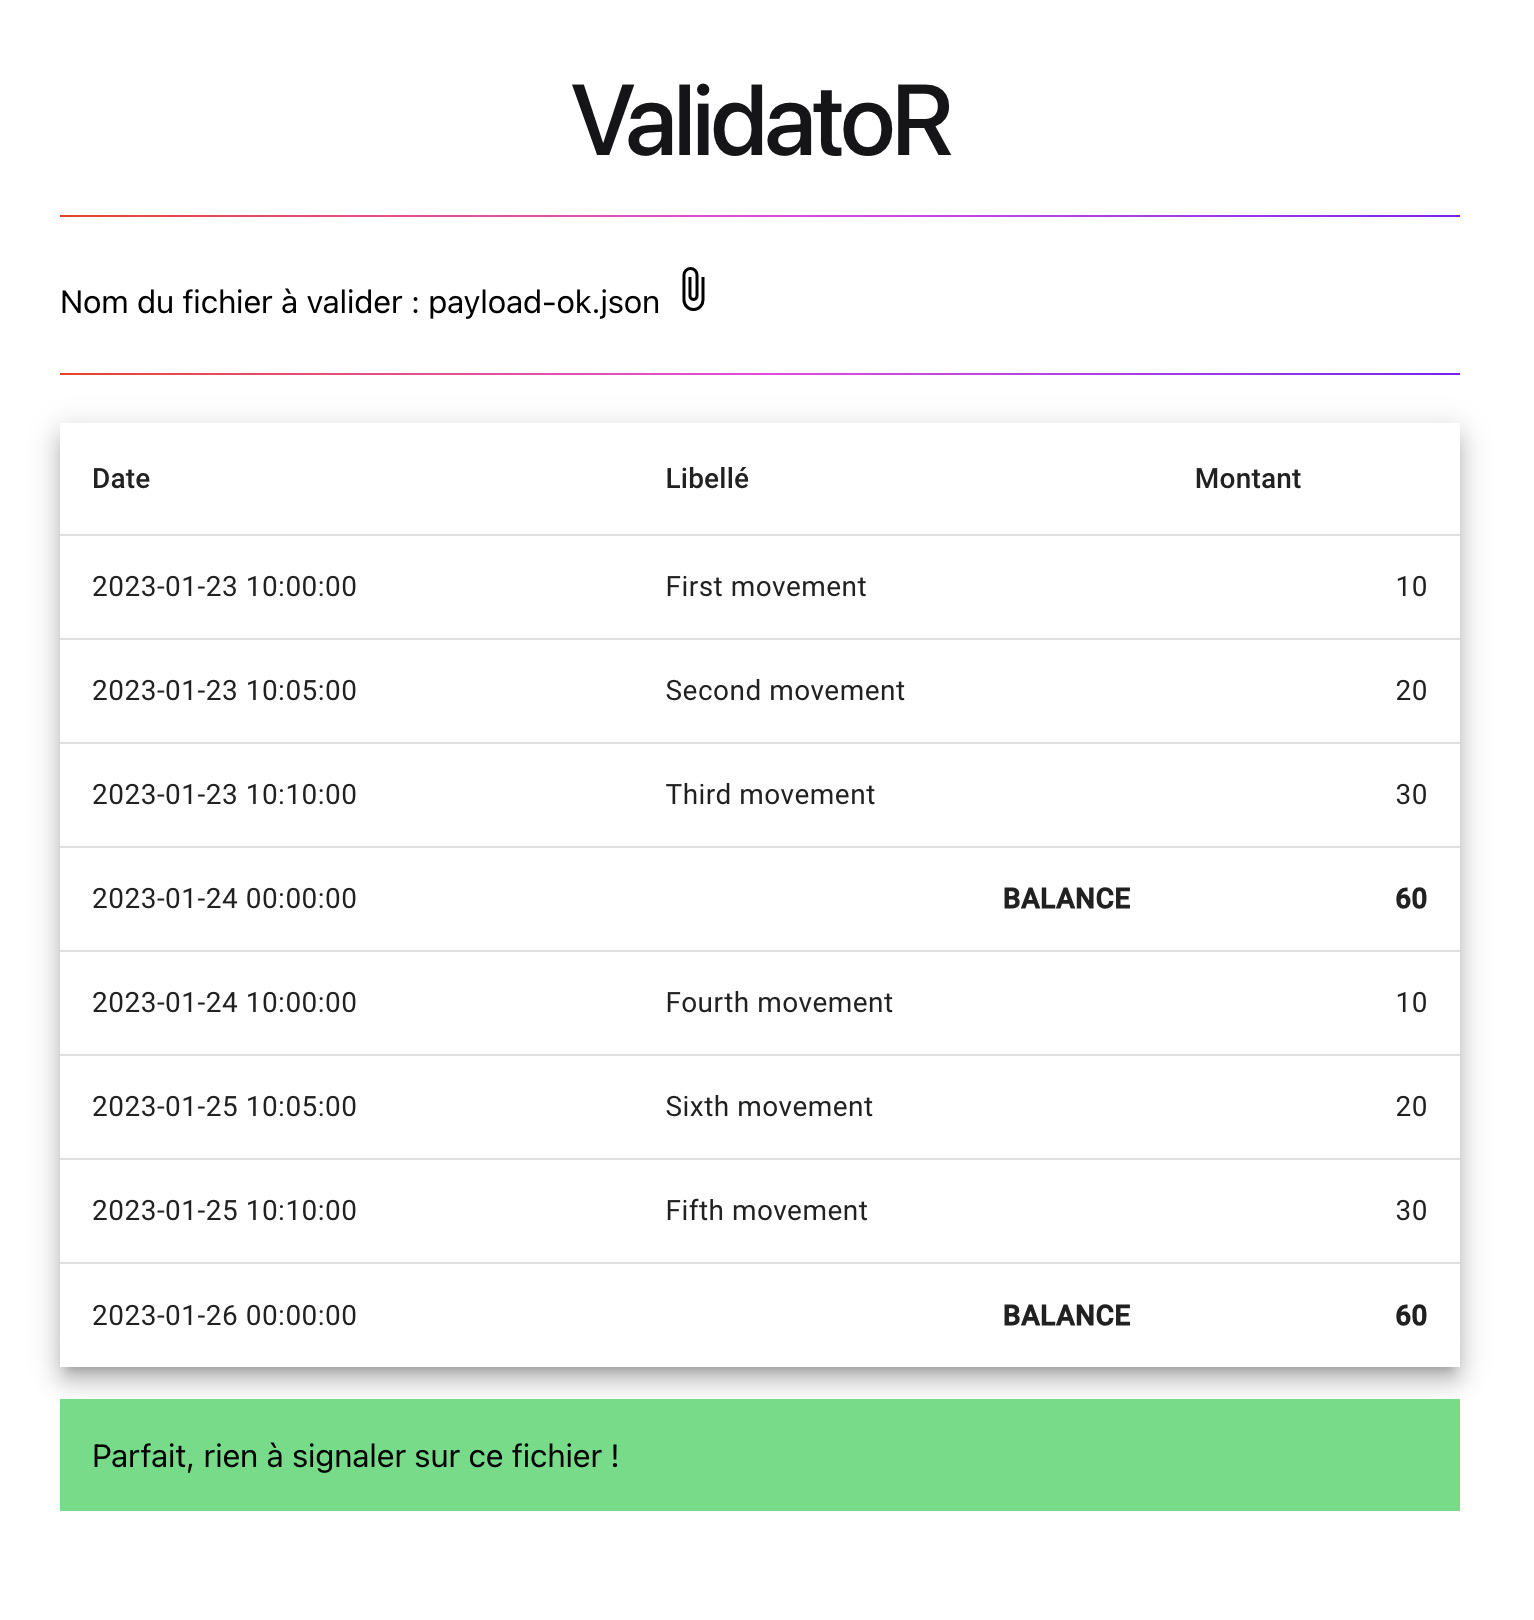 ValidatoR
Nom du fichier à valider : payload-ok.json
Date Libellé Montant
2023-01-23 10:00:00 First movement 10
2023-01-23 10:05:00 Second movement 20
2023-01-23 10:10:00 Third movement 30
2023-01-24 00:00:00 BALANCE 60
2023-01-24 10:00:00 Fourth movement 10
2023-01-25 10:05:00 Sixth movement 20
2023-01-25 10:10:00 Fifth movement 30
2023-01-26 00:00:00 BALANCE 60
Parfait, rien à signaler sur ce fichier !